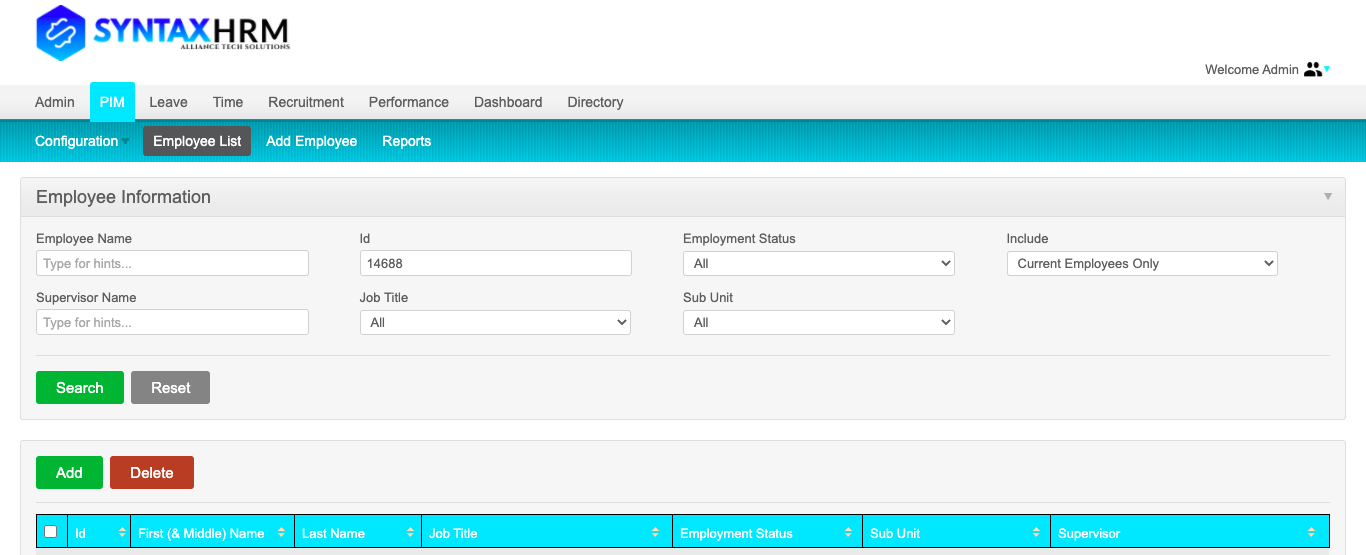 SYNTAXHRM
ALLIANCE TECH SOLUTIONS
Welcome Admin
Admin PIM Leave Time Recruitment Performance Dashboard Directory
Configuration Employee List Add Employee Reports
Employee Information
Employee Name Id Employment Status Include
Type for hints... 14688 All Current Employees Only
Supervisor Name Job Title Sub Unit
Type for hints... All All
Search Reset
Add Delete
Id First (& Middle) Name Last Name Job Title Employment Status Sub Unit Supervisor